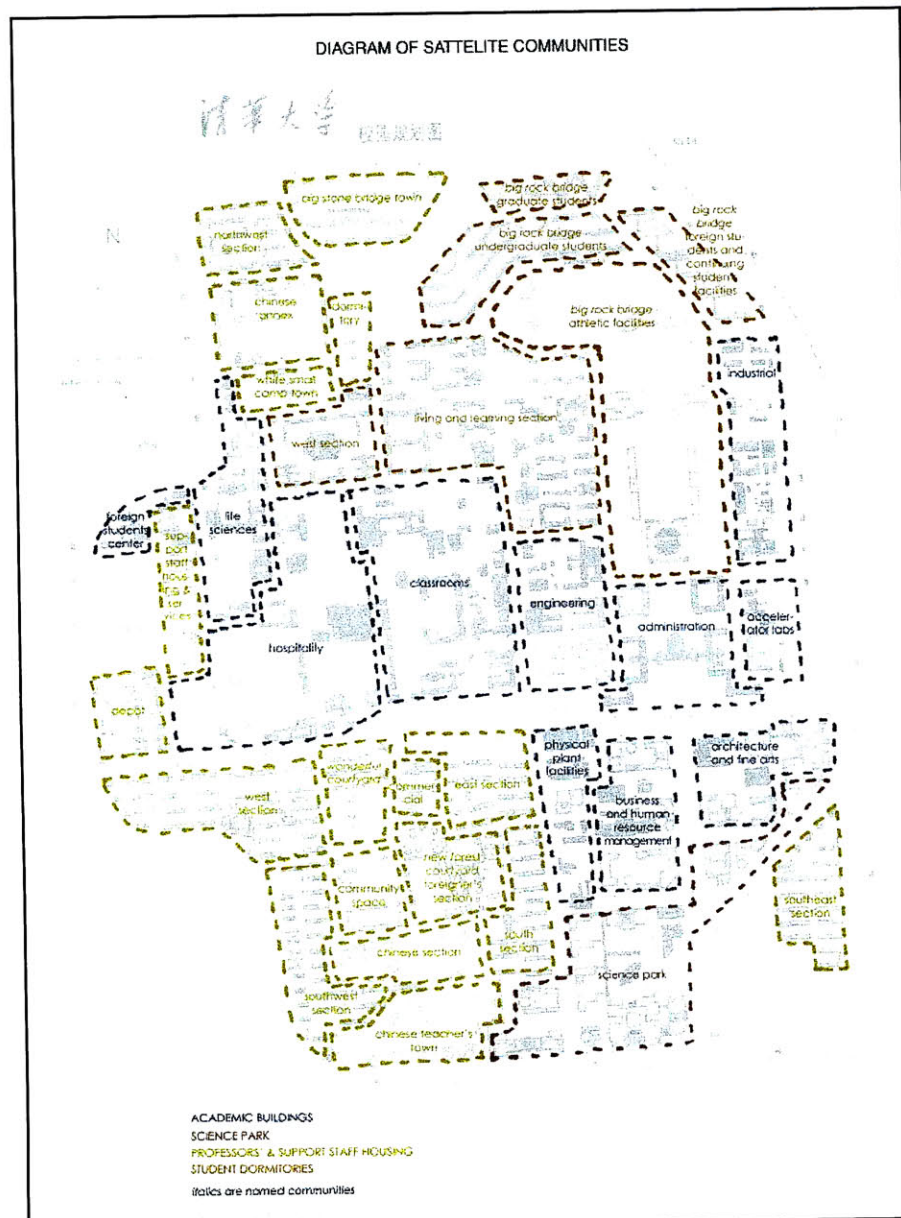 DIAGRAM OF SATTELITE COMMUNITIES
清華大学
big stone bridge town
northwest
section
big rock bridge
graduate students
big rock bridge
undergraduate students
big rock
bridge
foreign stu-
dents and
continuing
student
facilities
chinese
annex
dormi-
tory
big rock bridge
athletic facilities
industrial
white small
camp town
west section
living and learning section
foreign
students
center
life
sciences
sup-
port
staff
hous-
ing &
ser
vices
classrooms
engineering
administration
acceler-
ator labs
hospitality
depot
west
section
wonderful
courtyard
commer
cial
east section
physical
plant
facilities
business
and human
resource
management
architecture
and fine arts
community
space
new forest
courtyard
foreigner's
section
southeast
section
south
section
chinese section
science park
southwest
section
chinese teacher's
town
ACADEMIC BUILDINGS
SCIENCE PARK
PROFESSORS' & SUPPORT STAFF HOUSING
STUDENT DORMITORIES
italics are named communities